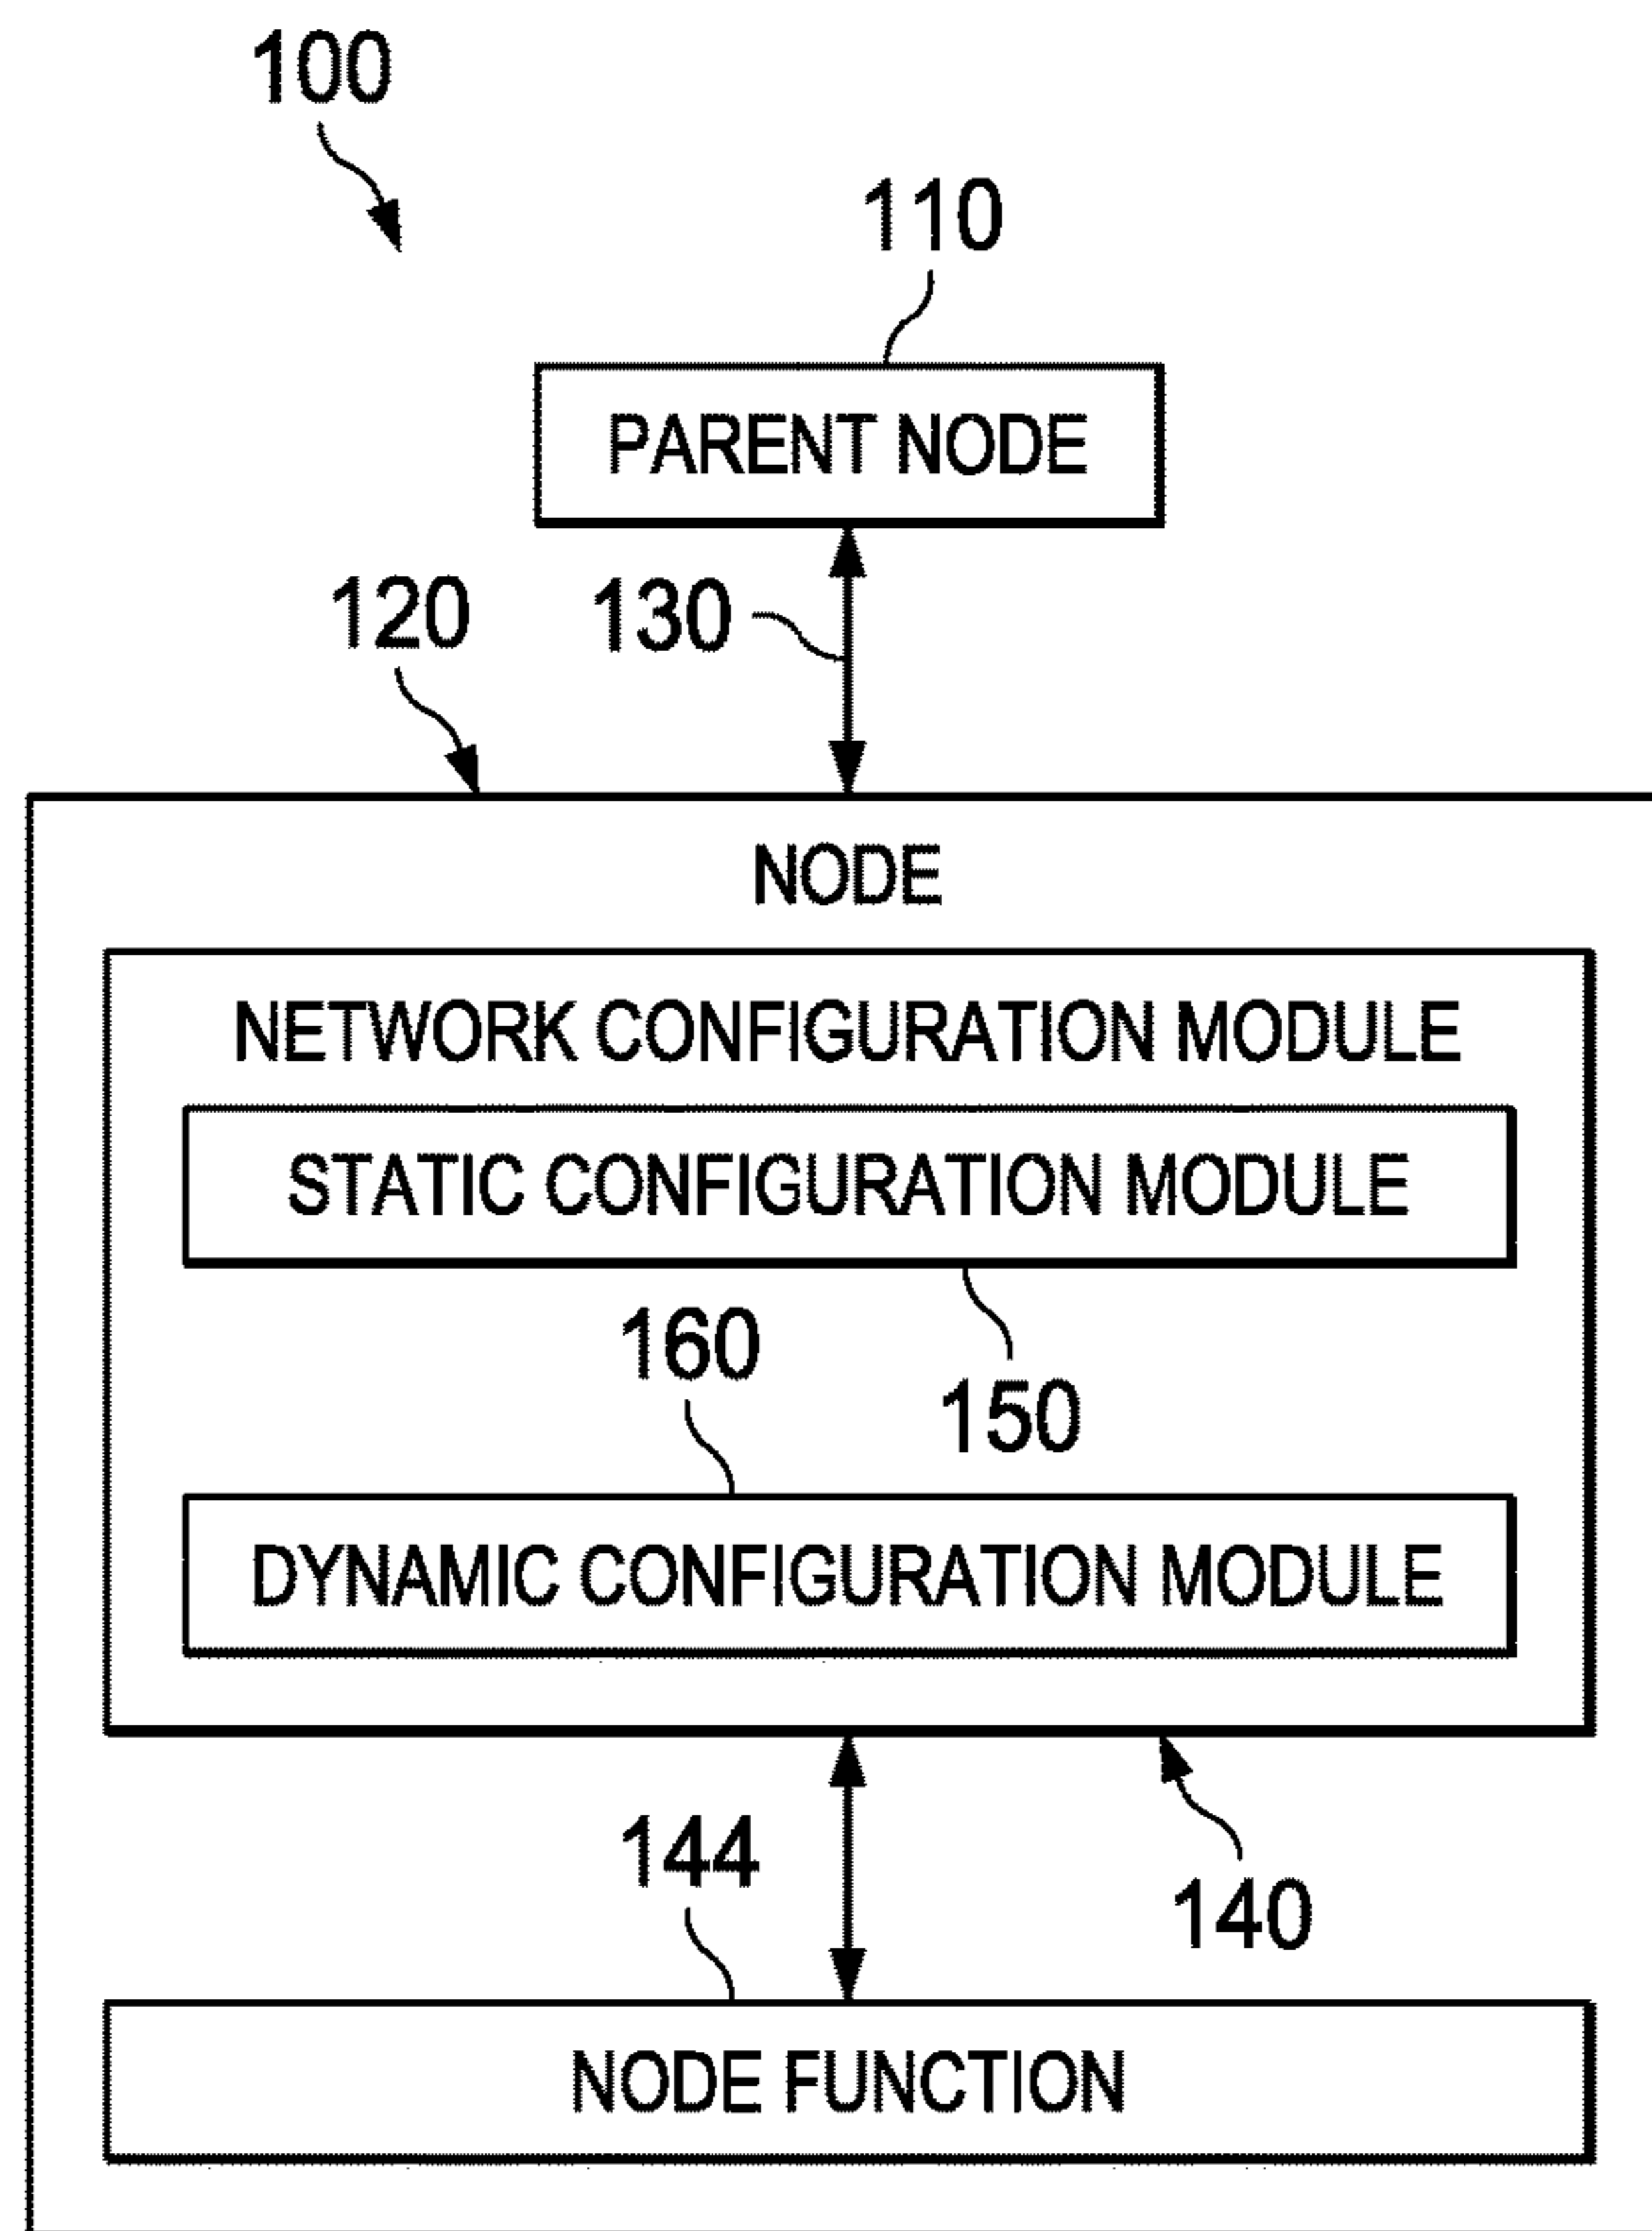 100
110
PARENT NODE
120
130
NODE
NETWORK CONFIGURATION MODULE
STATIC CONFIGURATION MODULE
160
150
DYNAMIC CONFIGURATION MODULE
144
140
NODE FUNCTION